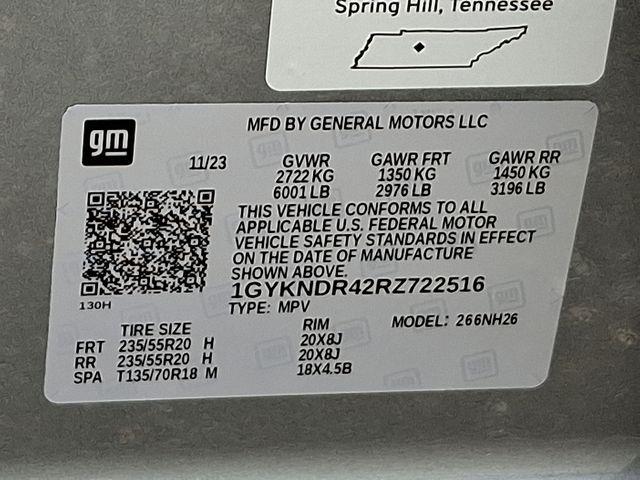 Spring Hill, Tennessee
gm
MFD BY GENERAL MOTORS LLC
11/23 GVWR GAWR FRT GAWR RR
2722 KG 1350 KG 1450 KG
6001 LB 2976 LB 3196 LB
THIS VEHICLE CONFORMS TO ALL
APPLICABLE U.S. FEDERAL MOTOR
VEHICLE SAFETY STANDARDS IN EFFECT
ON THE DATE OF MANUFACTURE
SHOWN ABOVE.
1GYKNDR42RZ722516
130H
TYPE: MPV
TIRE SIZE RIM MODEL: 266NH26
FRT 235/55R20 H 20X8J
RR 235/55R20 H 20X8J
SPA T135/70R18 M 18X4.5B